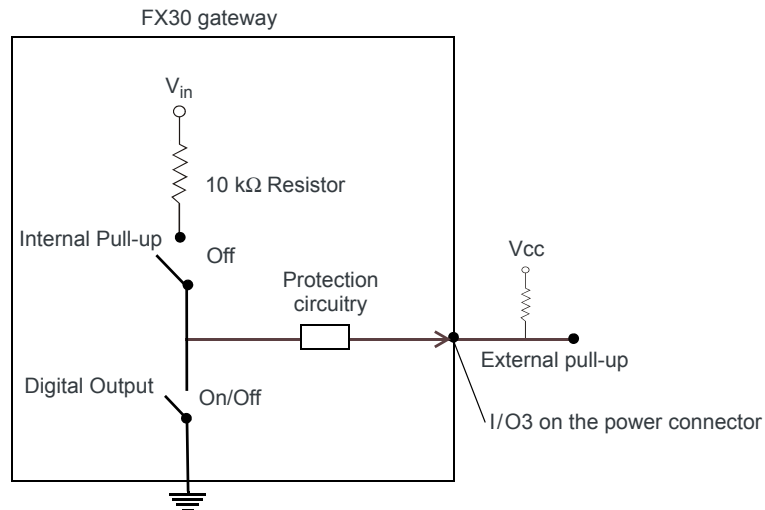 FX30 gateway
Vin
10 kΩ Resistor
Internal Pull-up
Off
Vcc
Protection
circuitry
External pull-up
Digital Output
On/Off
I/O3 on the power connector